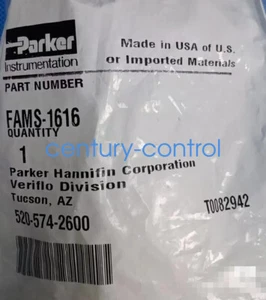 Parker
Instrumentation
Made in USA of U.S.
or Imported Materials
PART NUMBER
FAMS-1616
QUANTITY
1
century-control
Parker Hannifin Corporation
Veriflo Division
Tucson, AZ
520-574-2600
T0082942